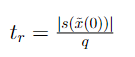 t_r = \frac{|s(\tilde{x}(0))|}{q}